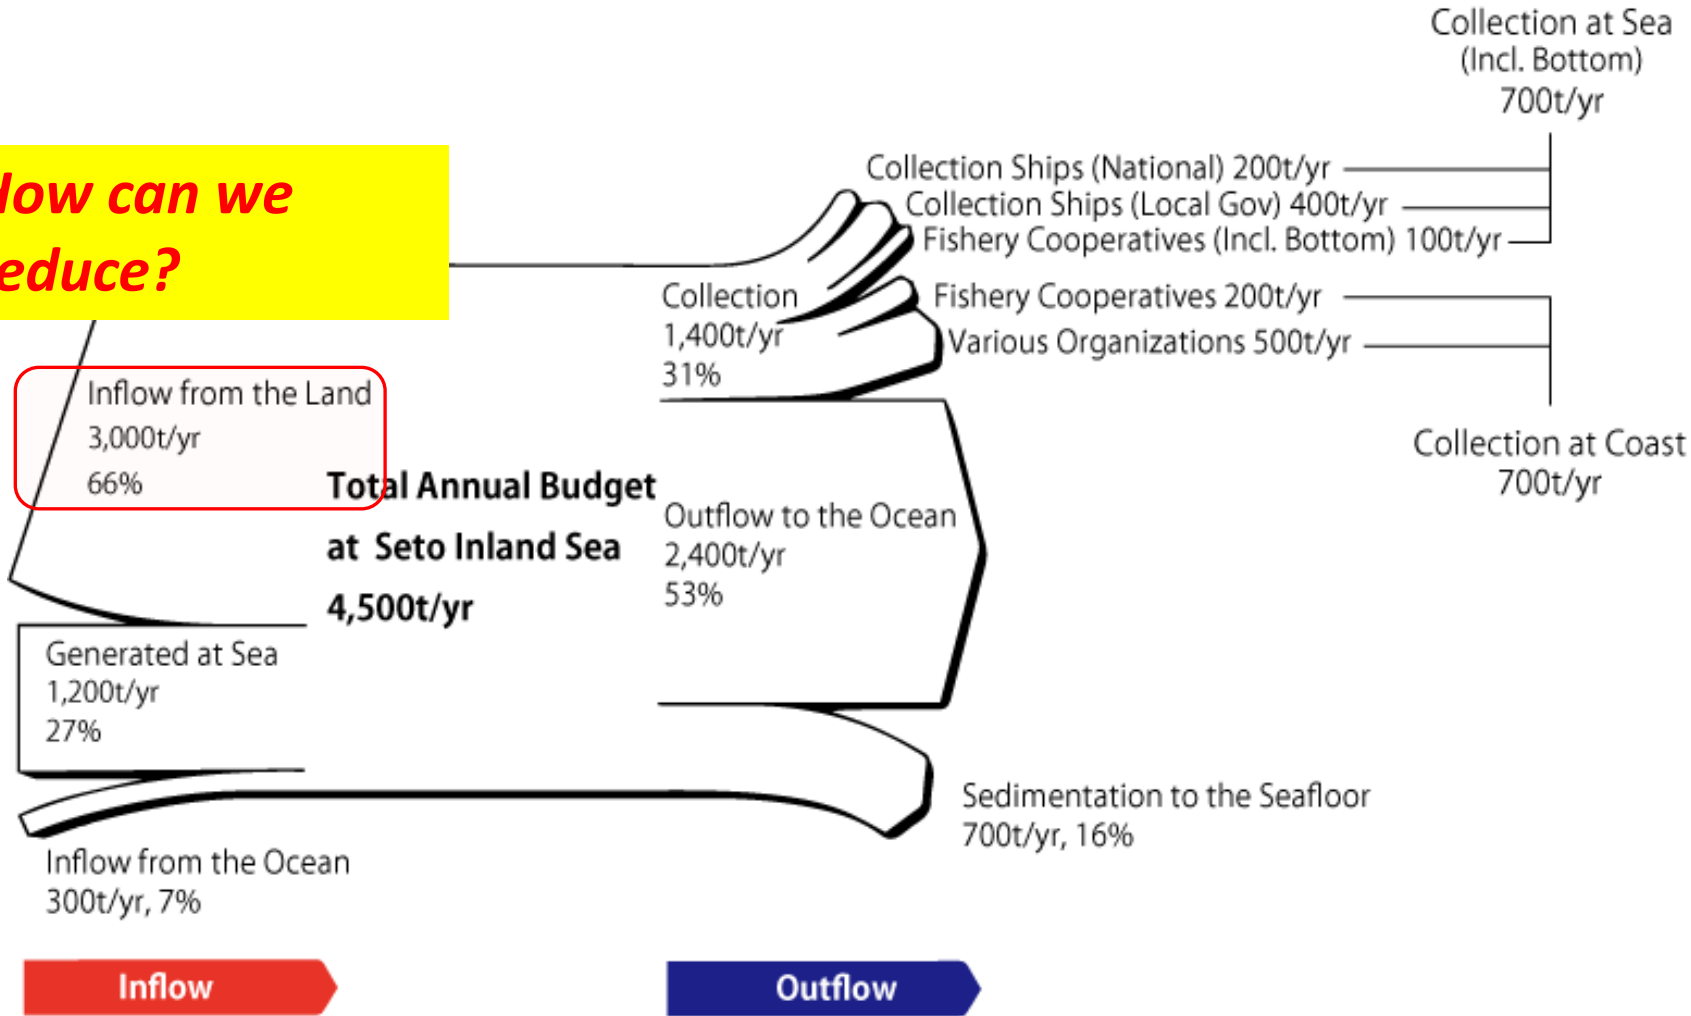 Collection at Sea
(Incl. Bottom)
700t/yr
How can we
reduce?
Collection Ships (National) 200t/yr
Collection Ships (Local Gov) 400t/yr
Fishery Cooperatives (Incl. Bottom) 100t/yr
Collection
1,400t/yr
31%
Fishery Cooperatives 200t/yr
Various Organizations 500t/yr
Collection at Coast
700t/yr
Inflow from the Land
3,000t/yr
66%
Total Annual Budget
at Seto Inland Sea
4,500t/yr
Outflow to the Ocean
2,400t/yr
53%
Generated at Sea
1,200t/yr
27%
Sedimentation to the Seafloor
700t/yr, 16%
Inflow from the Ocean
300t/yr, 7%
Inflow
Outflow